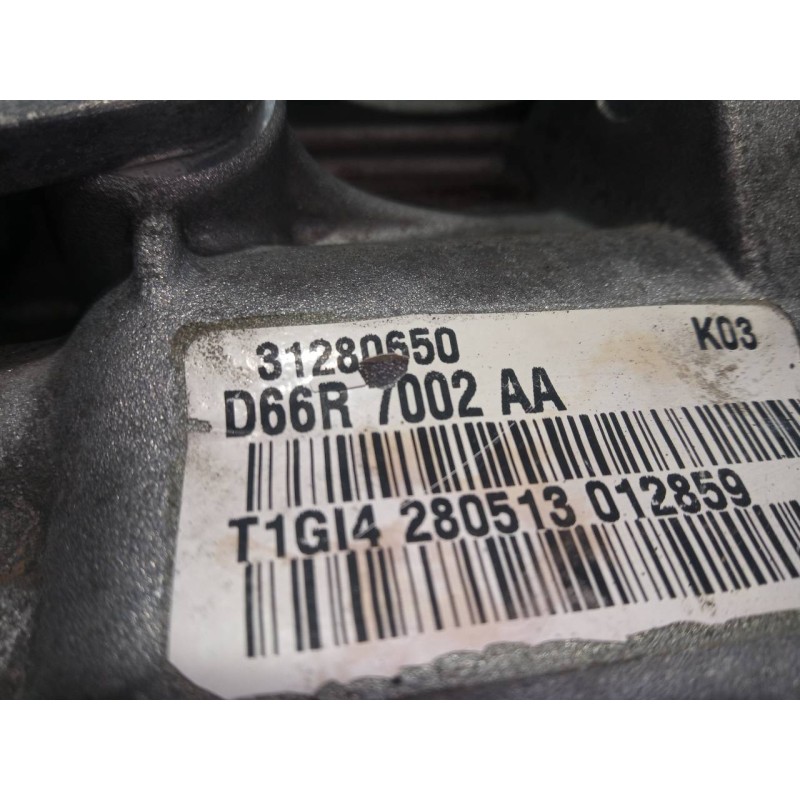 31280650 K03
D66R 7002 AA
T1GI4 280513 012859